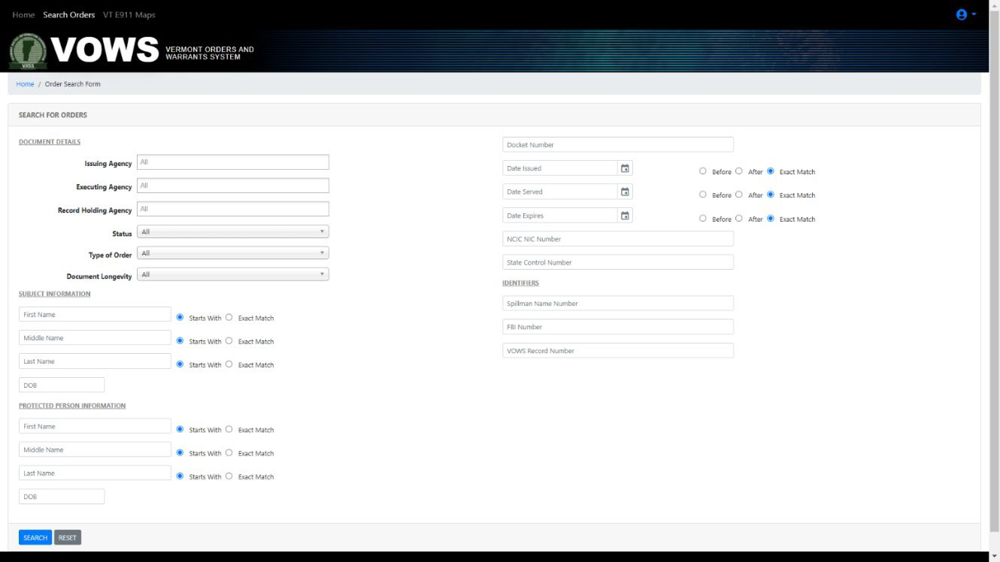 Home Search Orders VT E911 Maps
VRSS
VOWS VERMONT ORDERS AND
WARRANTS SYSTEM
Home / Order Search Form
SEARCH FOR ORDERS
DOCUMENT DETAILS
Issuing Agency All
Executing Agency All
Record Holding Agency All
Status All
Type of Order All
Document Longevity All
SUBJECT INFORMATION
First Name Starts With Exact Match
Middle Name Starts With Exact Match
Last Name Starts With Exact Match
DOB
PROTECTED PERSON INFORMATION
First Name Starts With Exact Match
Middle Name Starts With Exact Match
Last Name Starts With Exact Match
DOB
Docket Number
Date Issued Before After Exact Match
Date Served Before After Exact Match
Date Expires Before After Exact Match
NCIC NIC Number
State Control Number
IDENTIFIERS
Spillman Name Number
FBI Number
VOWS Record Number
SEARCH RESET